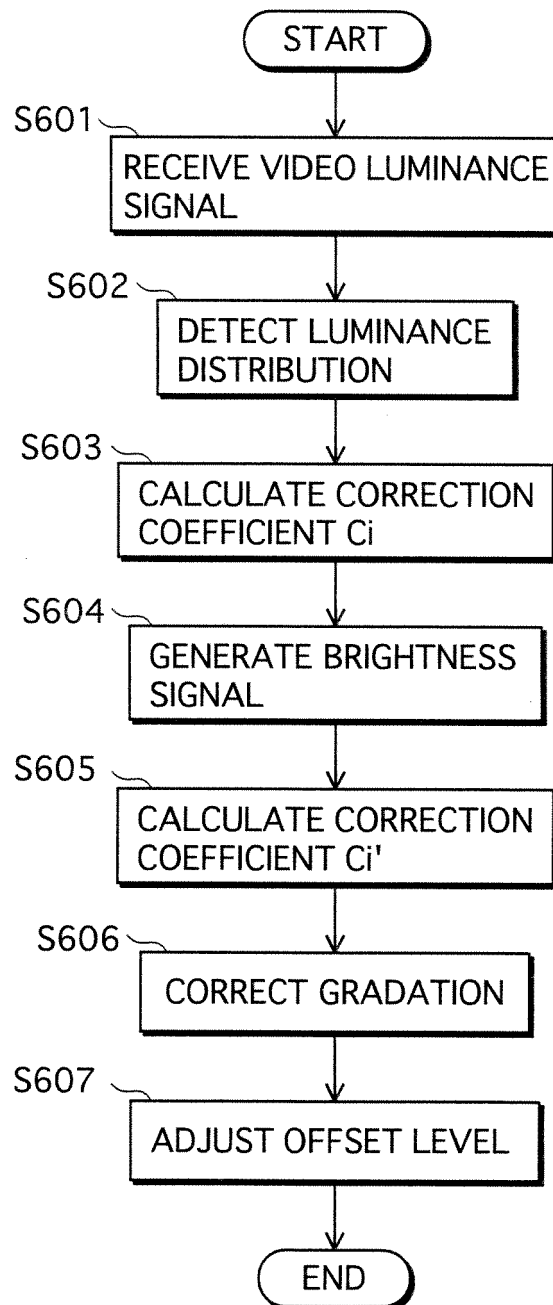 START
S601
RECEIVE VIDEO LUMINANCE
SIGNAL
S602
DETECT LUMINANCE
DISTRIBUTION
S603
CALCULATE CORRECTION
COEFFICIENT Ci
S604
GENERATE BRIGHTNESS
SIGNAL
S605
CALCULATE CORRECTION
COEFFICIENT Ci'
S606
CORRECT GRADATION
S607
ADJUST OFFSET LEVEL
END